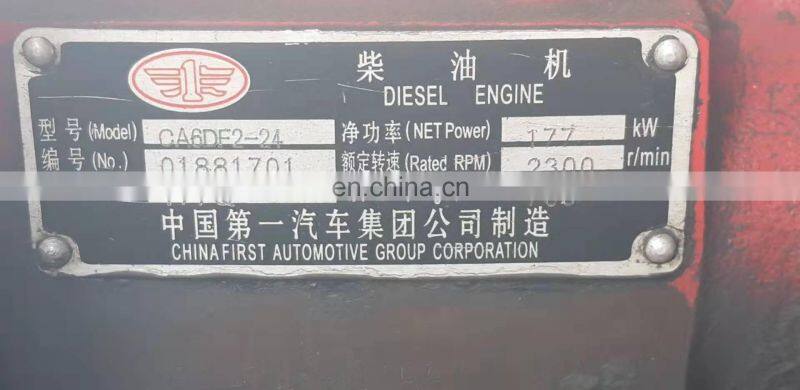 1
柴油机
DIESEL ENGINE
型号(Model) CA6DF2-24 净功率(NET Power) 177 kW
编号(No.) 01881701 额定转速(Rated RPM) 2300 r/min
en.china.cn
中国第一汽车集团公司制造
CHINA FIRST AUTOMOTIVE GROUP CORPORATION